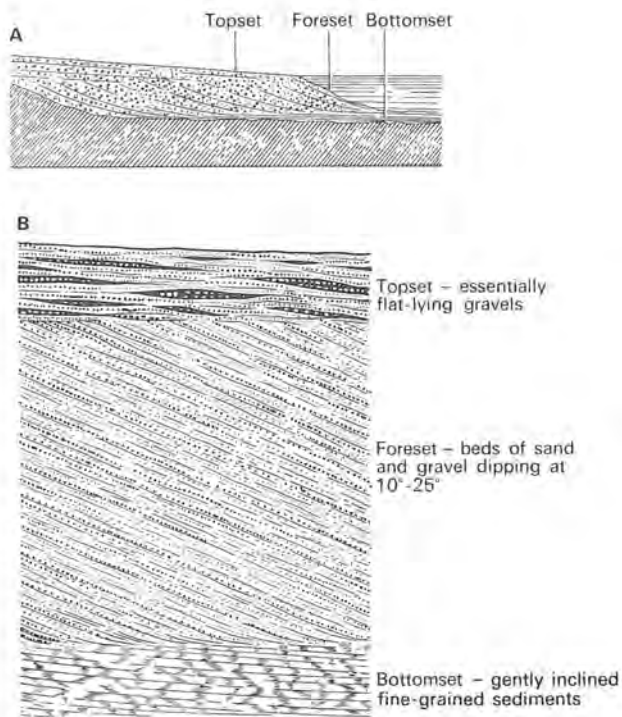 Topset Foreset Bottomset
A
B
Topset – essentially
flat-lying gravels
Foreset – beds of sand
and gravel dipping at
10°-25°
Bottomset – gently inclined
fine-grained sediments